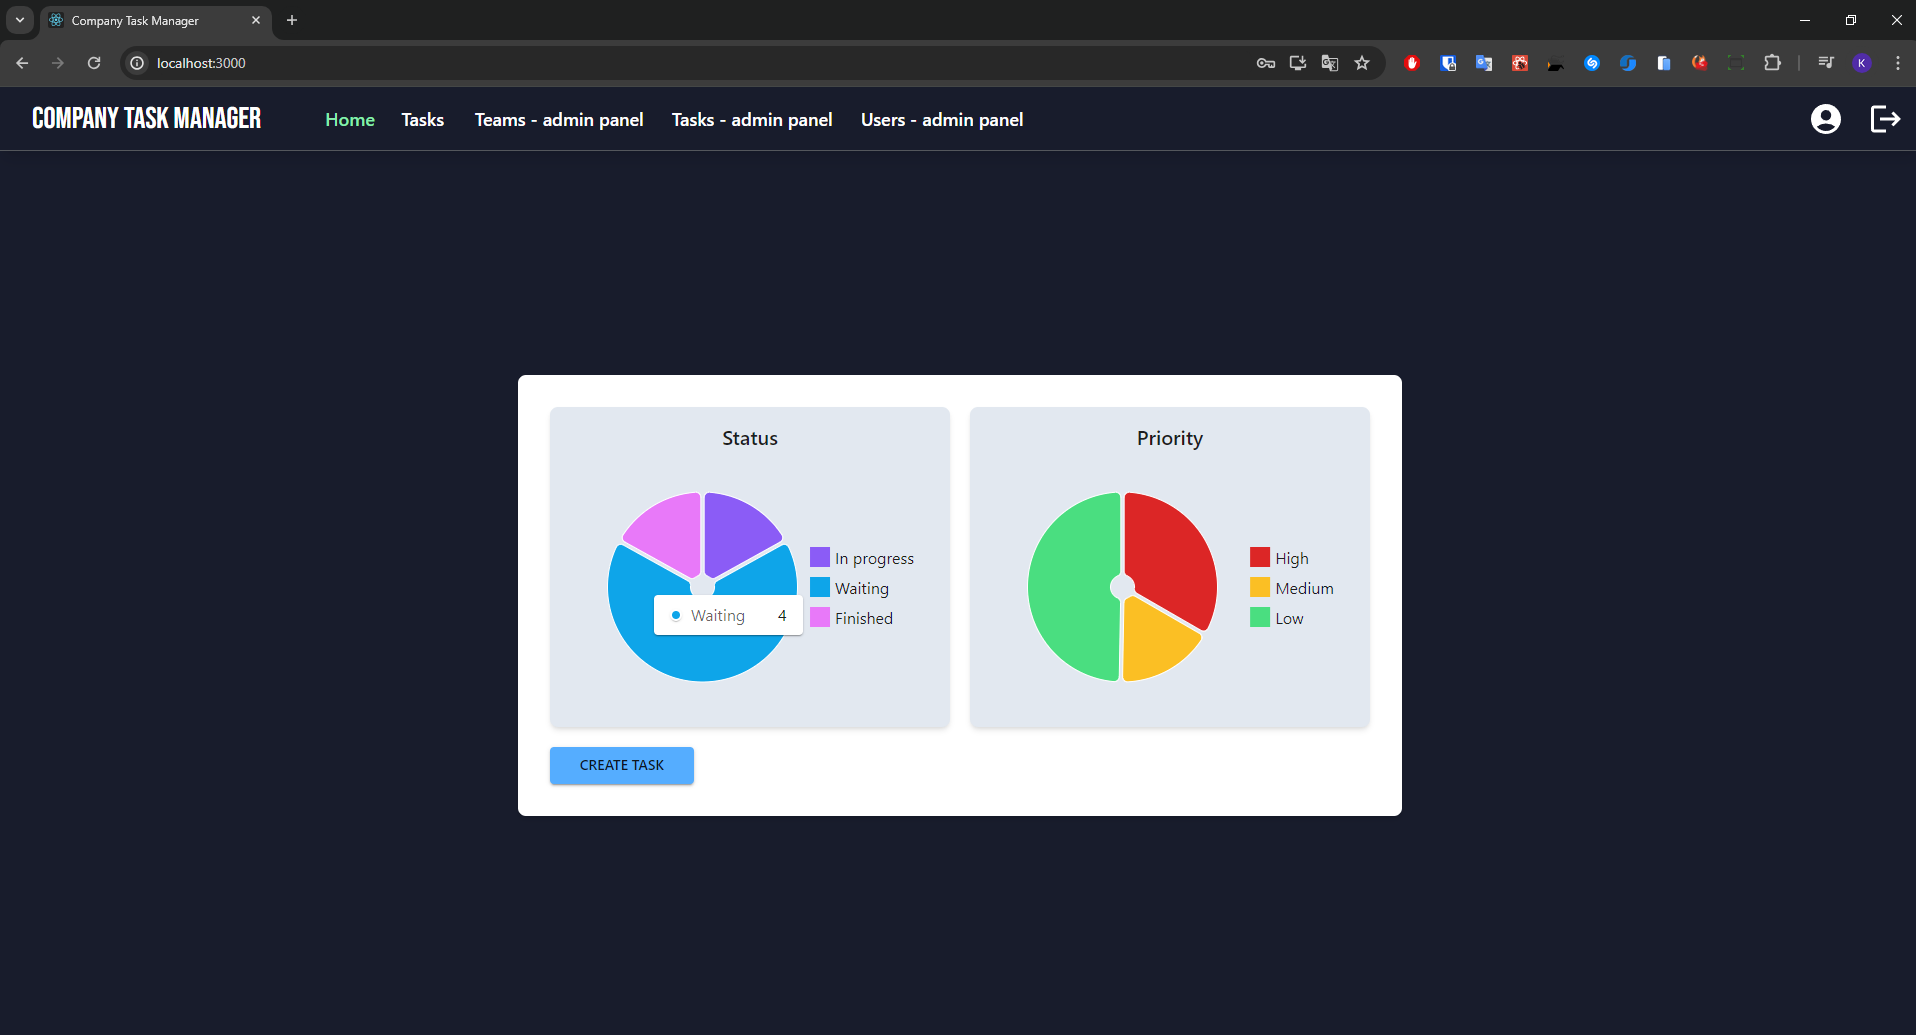 Company Task Manager
localhost:3000
K
COMPANY TASK MANAGER
Home Tasks Teams - admin panel Tasks - admin panel Users - admin panel
Status
In progress
Waiting
Finished
Waiting 4
Priority
High
Medium
Low
CREATE TASK